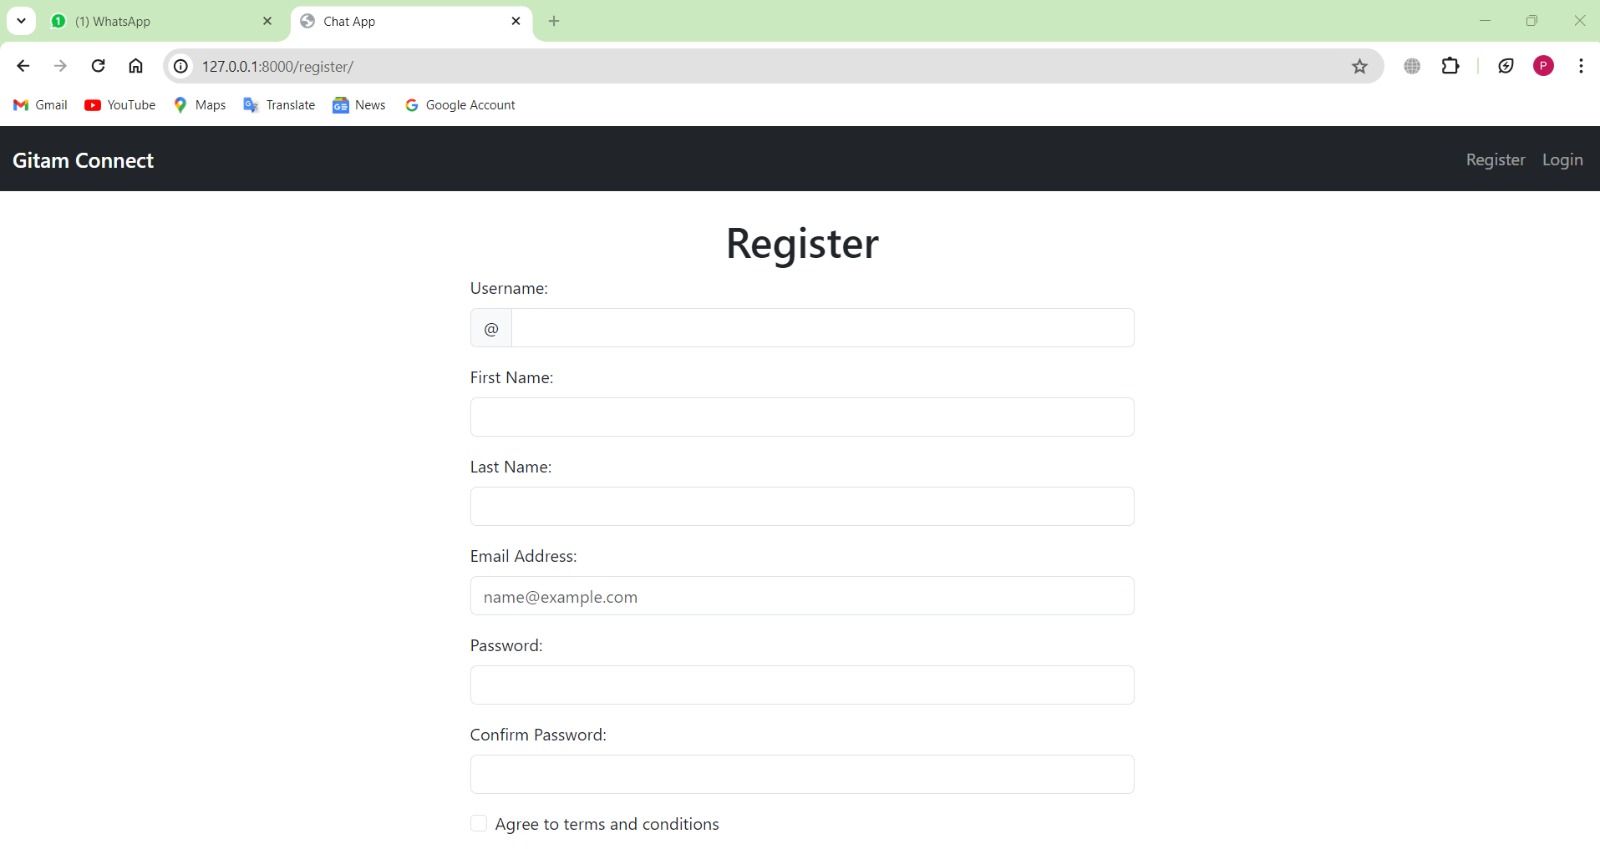 1 (1) WhatsApp
Chat App
127.0.0.1:8000/register/
P
Gmail YouTube Maps Translate News Google Account
Gitam Connect
Register Login
Register
Username:
@
First Name:
Last Name:
Email Address:
name@example.com
Password:
Confirm Password:
Agree to terms and conditions